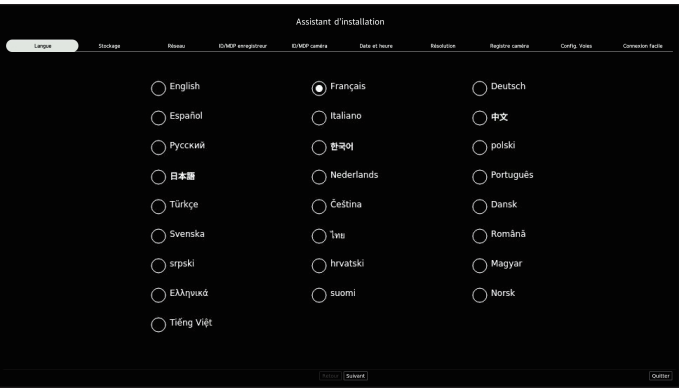 Assistant d'installation
Langue Stockage Réseau ID/MDP enregistreur ID/MDP caméra Date et heure Résolution Registre caméra Config. Voies Connexion facile
English Français Deutsch
Español Italiano 中文
Русский 한국어 polski
日本語 Nederlands Português
Türkçe Čeština Dansk
Svenska ไทย Română
srpski hrvatski Magyar
Ελληνικά suomi Norsk
Tiếng Việt
Retour Suivant Quitter